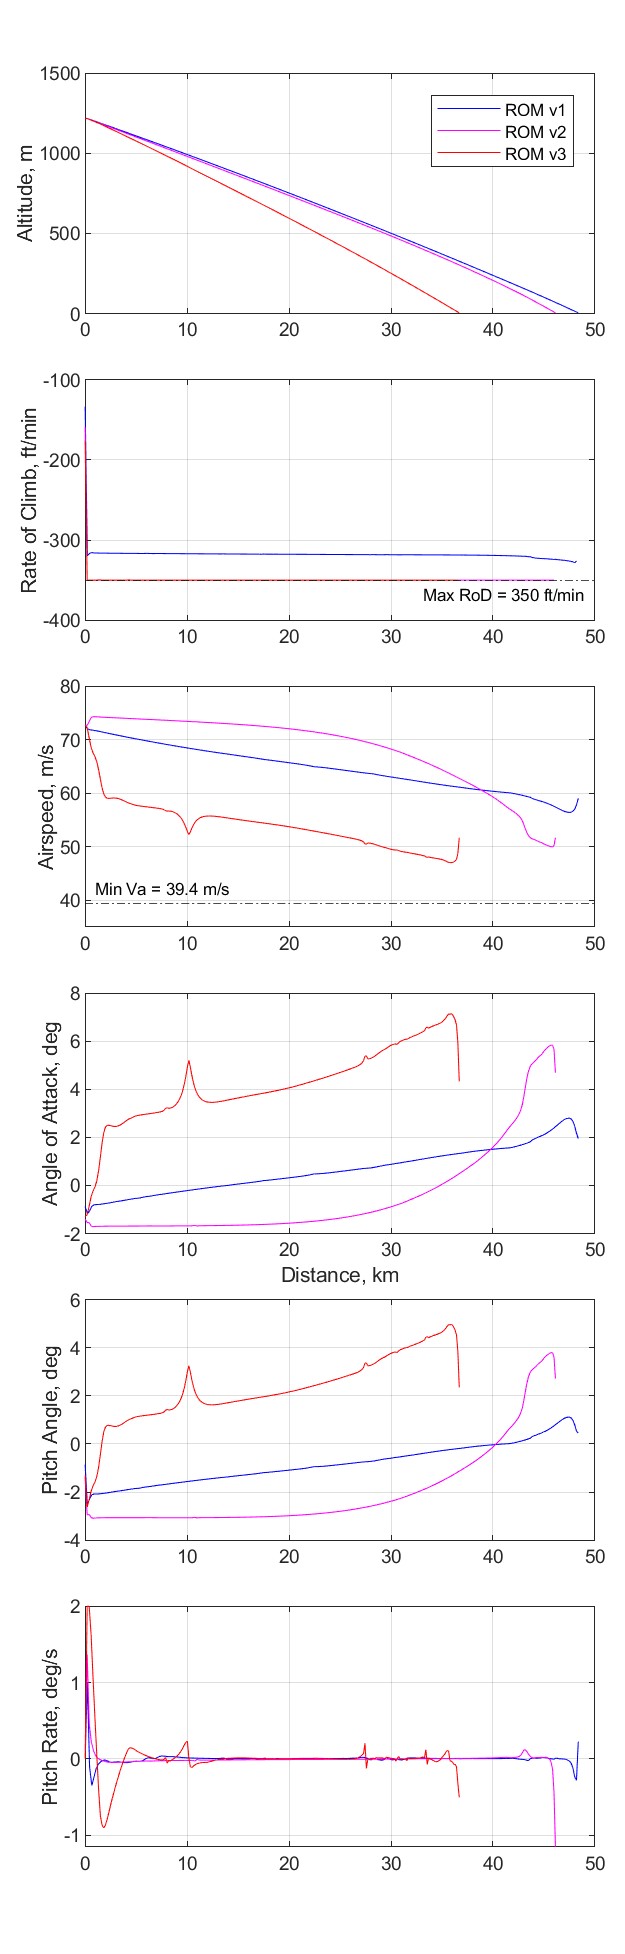 1500
1000
500
0
Altitude, m
ROM v1
ROM v2
ROM v3
0 10 20 30 40 50
-100
-200
-300
-400
Rate of Climb, ft/min
Max RoD = 350 ft/min
0 10 20 30 40 50
80
70
60
50
40
Airspeed, m/s
Min Va = 39.4 m/s
0 10 20 30 40 50
8
6
4
2
0
-2
Angle of Attack, deg
0 10 20 30 40 50
Distance, km
6
4
2
0
-2
-4
Pitch Angle, deg
0 10 20 30 40 50
2
1
0
-1
Pitch Rate, deg/s
0 10 20 30 40 50